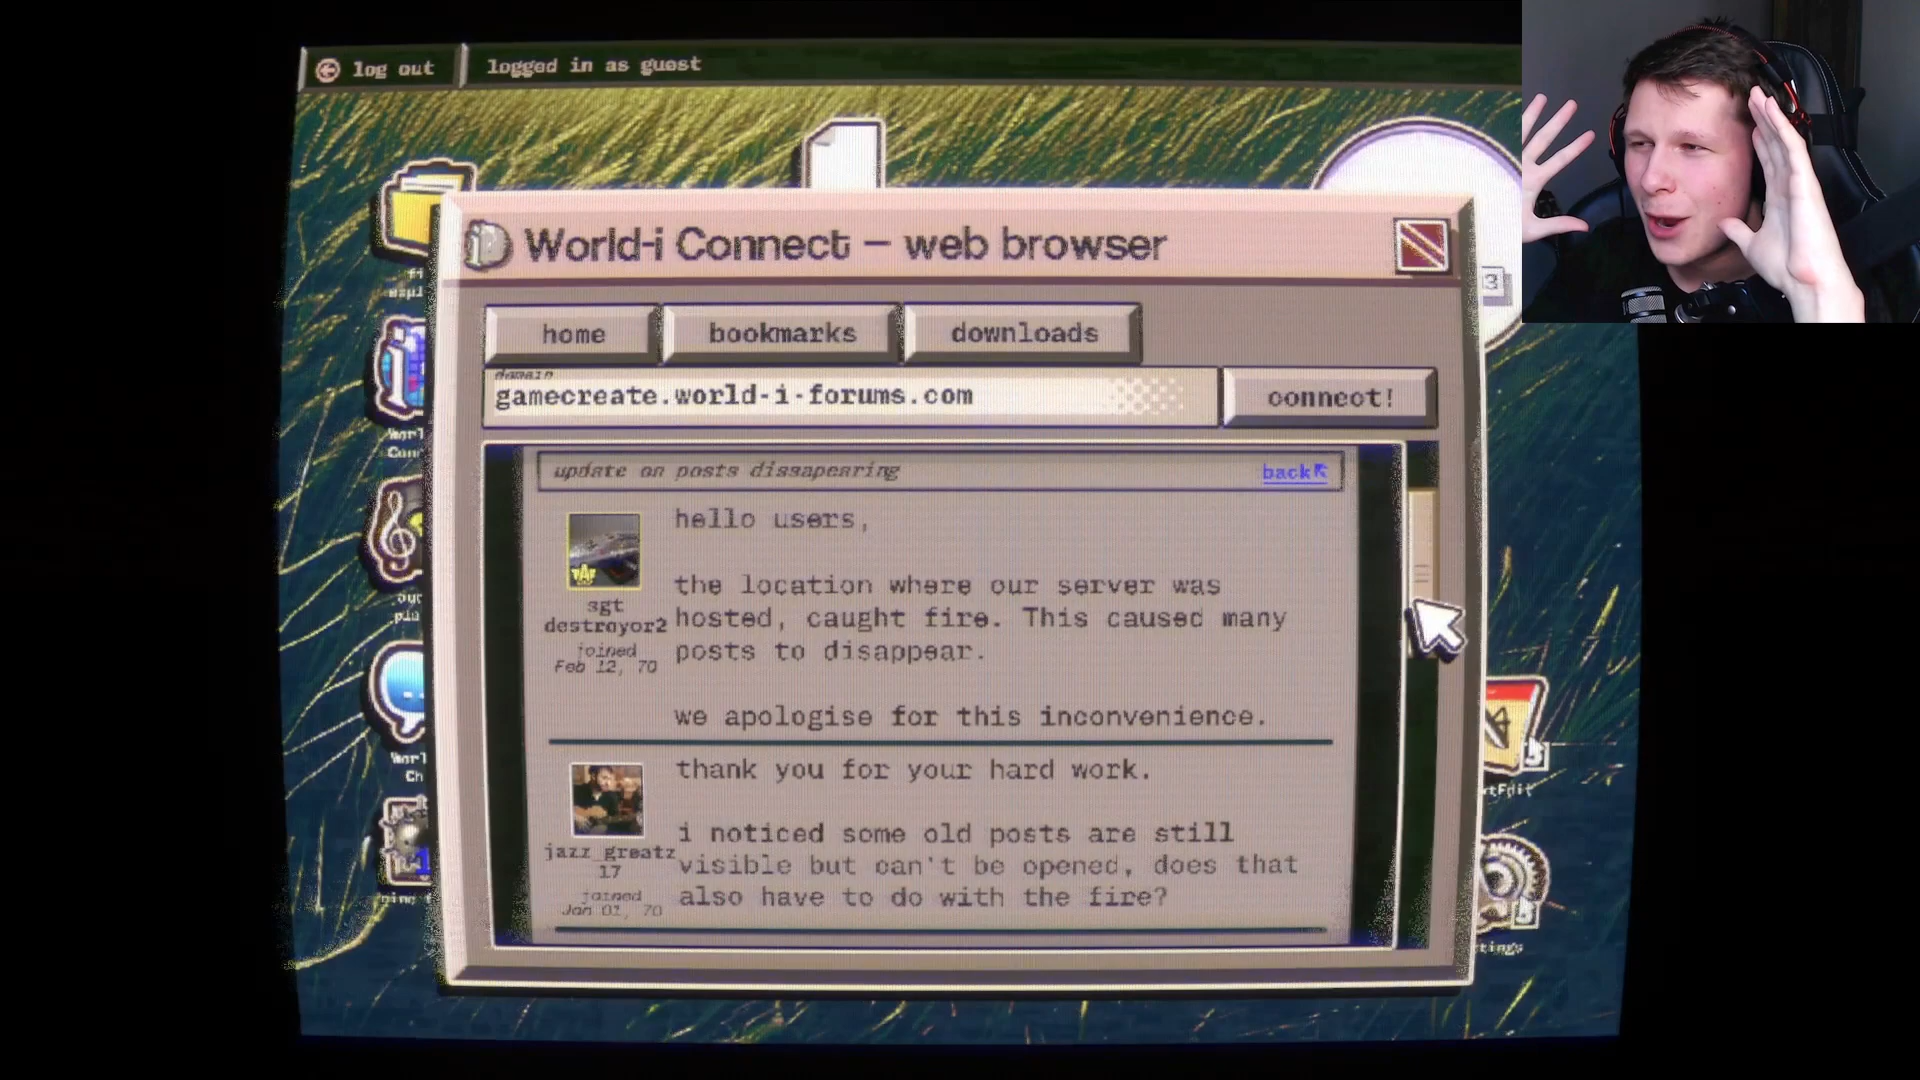 log out
logged in as guest
World-i Connect – web browser
3
home
bookmarks
downloads
domain
gamecreate.world-i-forums.com
connect!
update on posts dissapearing
back
hello users,
the location where our server was
hosted, caught fire. This caused many
posts to disappear.
we apologise for this inconvenience.
sgt
destroyor2
joined
Feb 12, 70
thank you for your hard work.
i noticed some old posts are still
visible but can't be opened, does that
also have to do with the fire?
jazz_greatz
17
joined
Jan 01, 70